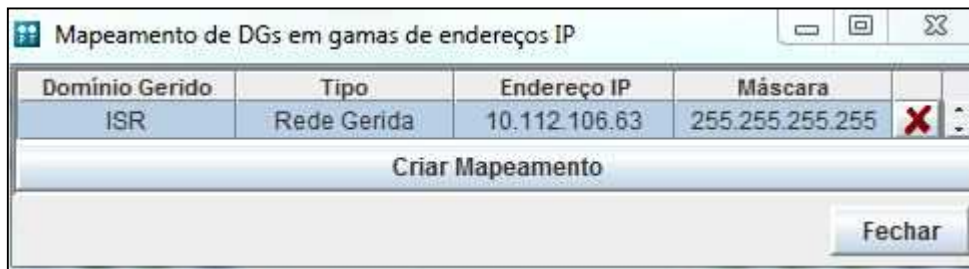 Mapeamento de DGs em gamas de endereços IP
Domínio Gerido Tipo Endereço IP Máscara
ISR Rede Gerida 10.112.106.63 255.255.255.255
Criar Mapeamento
Fechar